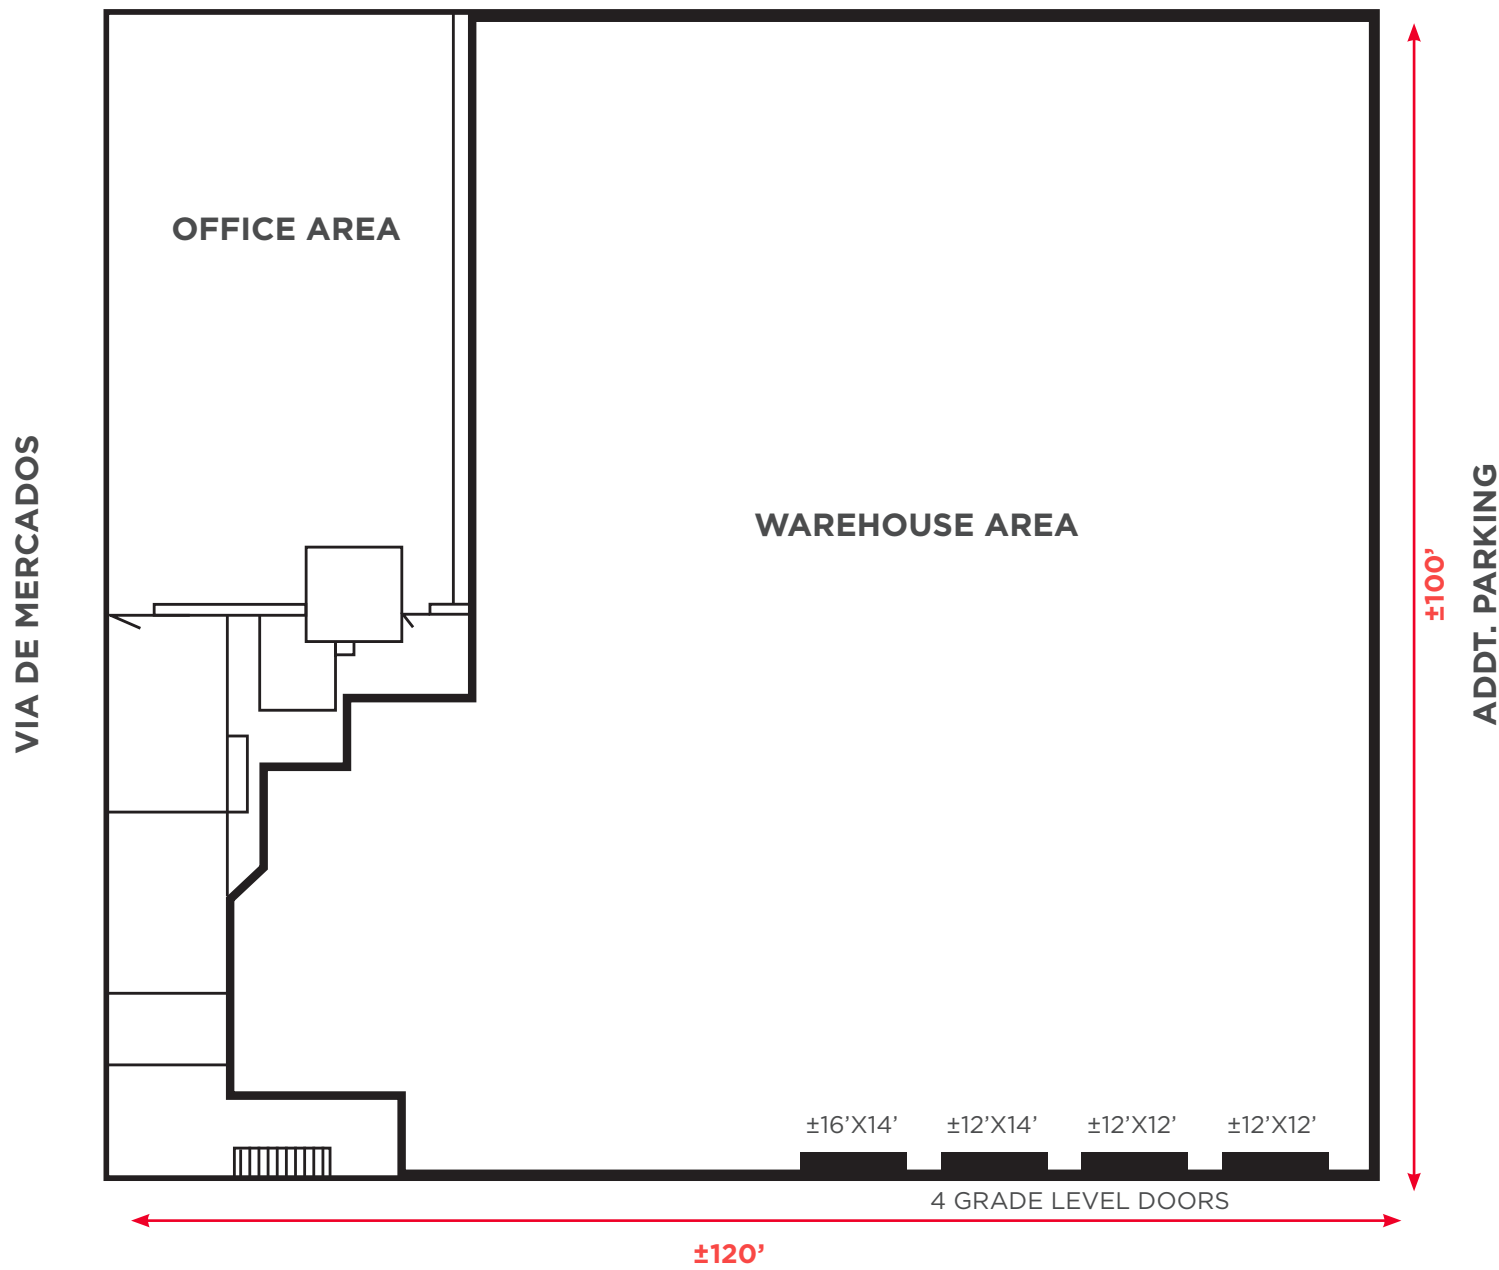 OFFICE AREA
VIA DE MERCADOS
WAREHOUSE AREA
±100’
ADDT. PARKING
±16’X14’ ±12’X14’ ±12’X12’ ±12’X12’
4 GRADE LEVEL DOORS
±120’